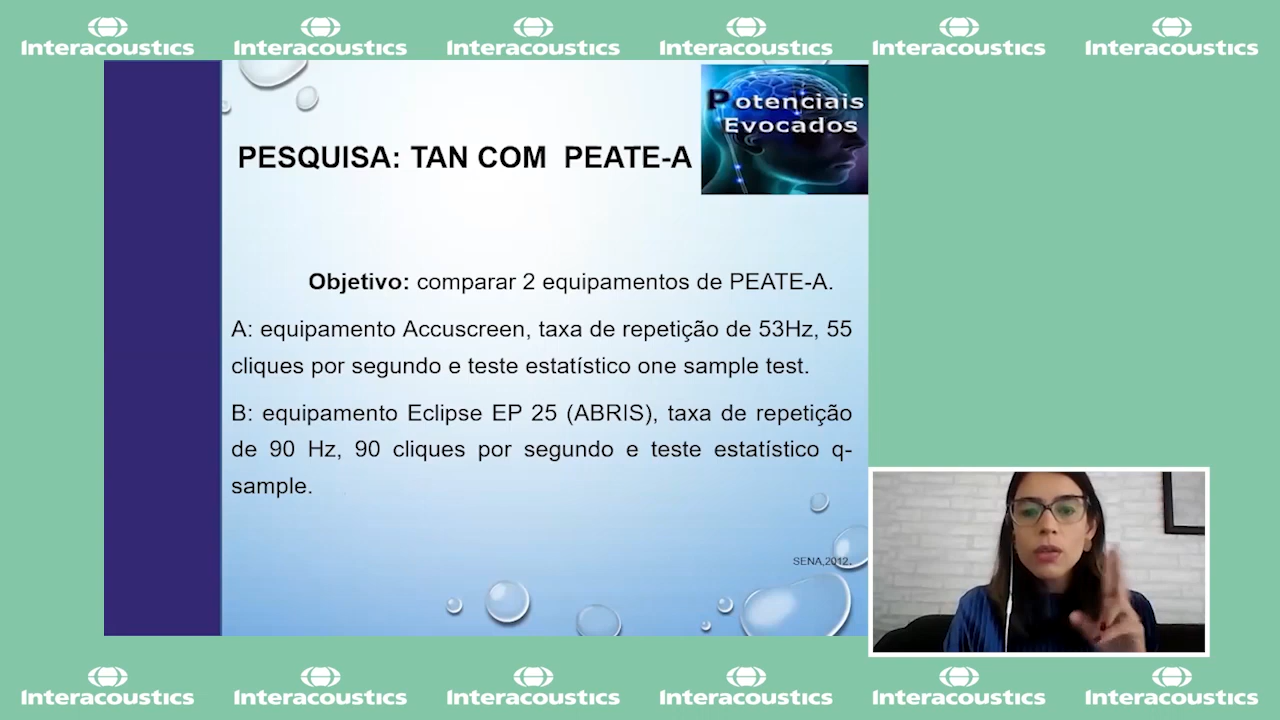 Interacoustics Interacoustics Interacoustics Interacoustics Interacoustics Interacoustics
Potenciais
Evocados
PESQUISA: TAN COM PEATE-A
Objetivo: comparar 2 equipamentos de PEATE-A.
A: equipamento Accuscreen, taxa de repetição de 53Hz, 55
cliques por segundo e teste estatístico one sample test.
B: equipamento Eclipse EP 25 (ABRIS), taxa de repetição
de 90 Hz, 90 cliques por segundo e teste estatístico q-
sample.
SENA,2012.
Interacoustics Interacoustics Interacoustics Interacoustics Interacoustics Interacoustics